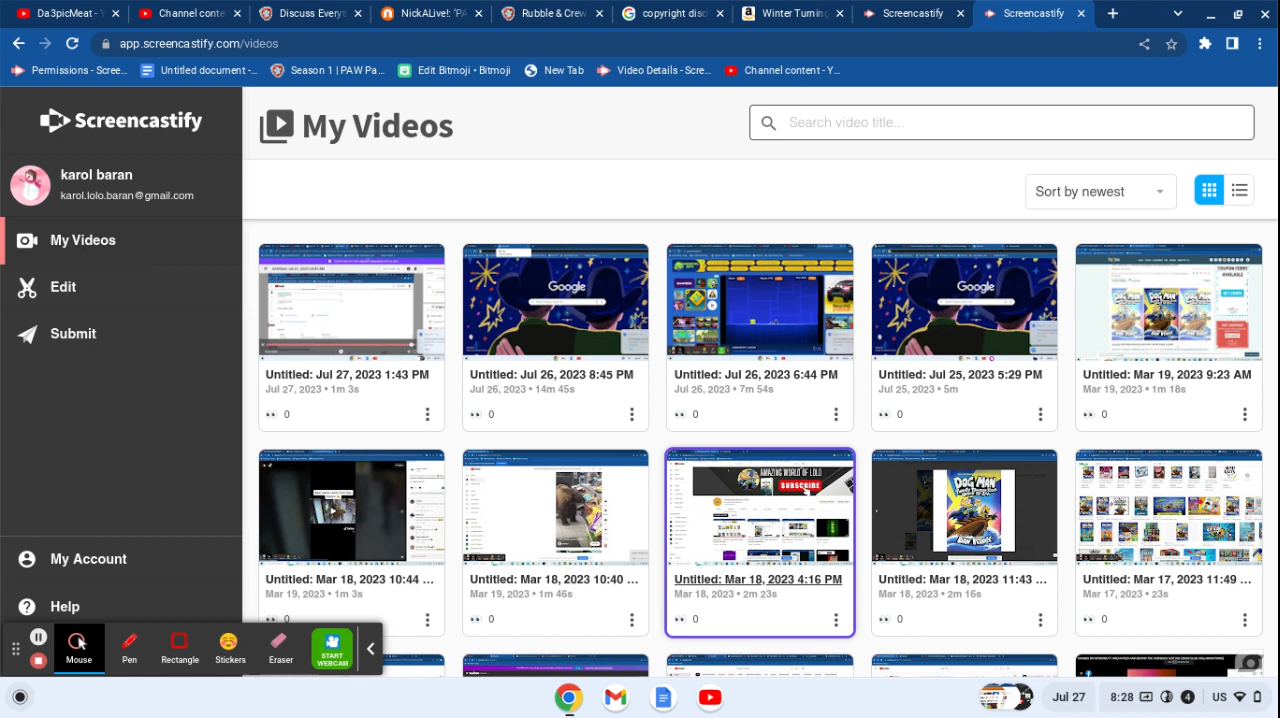 Da3picMeat - Y
Channel conte
Discuss Everyt
NickALive!: 'PA
Rubble & Crew
copyright discl
Winter Turning
Screencastify
Screencastify
app.screencastify.com/videos
Permissions - Scree...
Untitled document -...
Season 1 | PAW Pa...
Edit Bitmoji • Bitmoji
New Tab
Video Details - Scre...
Channel content - Y...
Screencastify
My Videos
Search video title...
karol baran
karol.lolo.baran@gmail.com
Sort by newest
My Videos
Edit
Submit
My Account
Help
Google
Google
Untitled: Jul 27, 2023 1:43 PM
Jul 27, 2023 • 1m 3s
0
Untitled: Jul 26, 2023 8:45 PM
Jul 26, 2023 • 14m 45s
0
Untitled: Jul 26, 2023 6:44 PM
Jul 26, 2023 • 7m 54s
0
Untitled: Jul 25, 2023 5:29 PM
Jul 25, 2023 • 5m
0
Untitled: Mar 19, 2023 9:23 AM
Mar 19, 2023 • 1m 18s
0
AMAZING WORLD OF LOLO
SUBSCRIBE
DOG MAN
Untitled: Mar 18, 2023 10:44 ...
Mar 19, 2023 • 1m 3s
0
Untitled: Mar 18, 2023 10:40 ...
Mar 19, 2023 • 1m 46s
0
Untitled: Mar 18, 2023 4:16 PM
Mar 18, 2023 • 2m 23s
0
Untitled: Mar 18, 2023 11:43 ...
Mar 18, 2023 • 2m 16s
0
Untitled: Mar 17, 2023 11:49 ...
Mar 17, 2023 • 23s
0
Mouse
Rectangle
Stickers
Eraser
START
WEBCAM
Jul 27
8:28
4
US